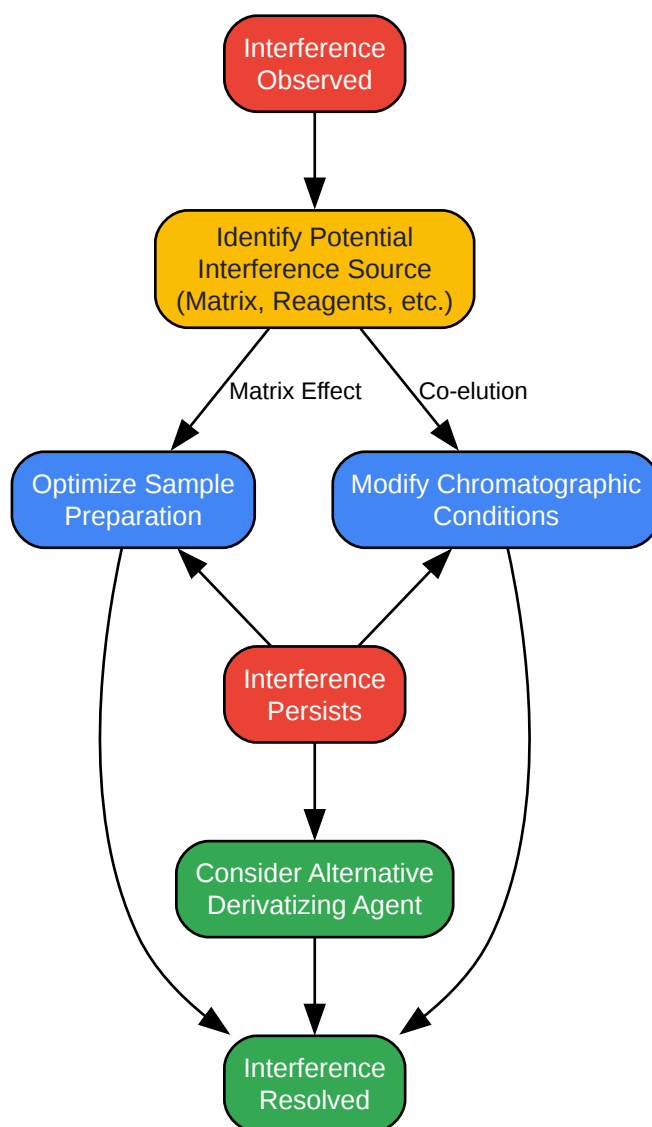 Interference
Observed
Identify Potential
Interference Source
(Matrix, Reagents, etc.)
Matrix Effect
Co-elution
Optimize Sample
Preparation
Modify Chromatographic
Conditions
Interference
Persists
Consider Alternative
Derivatizing Agent
Interference
Resolved